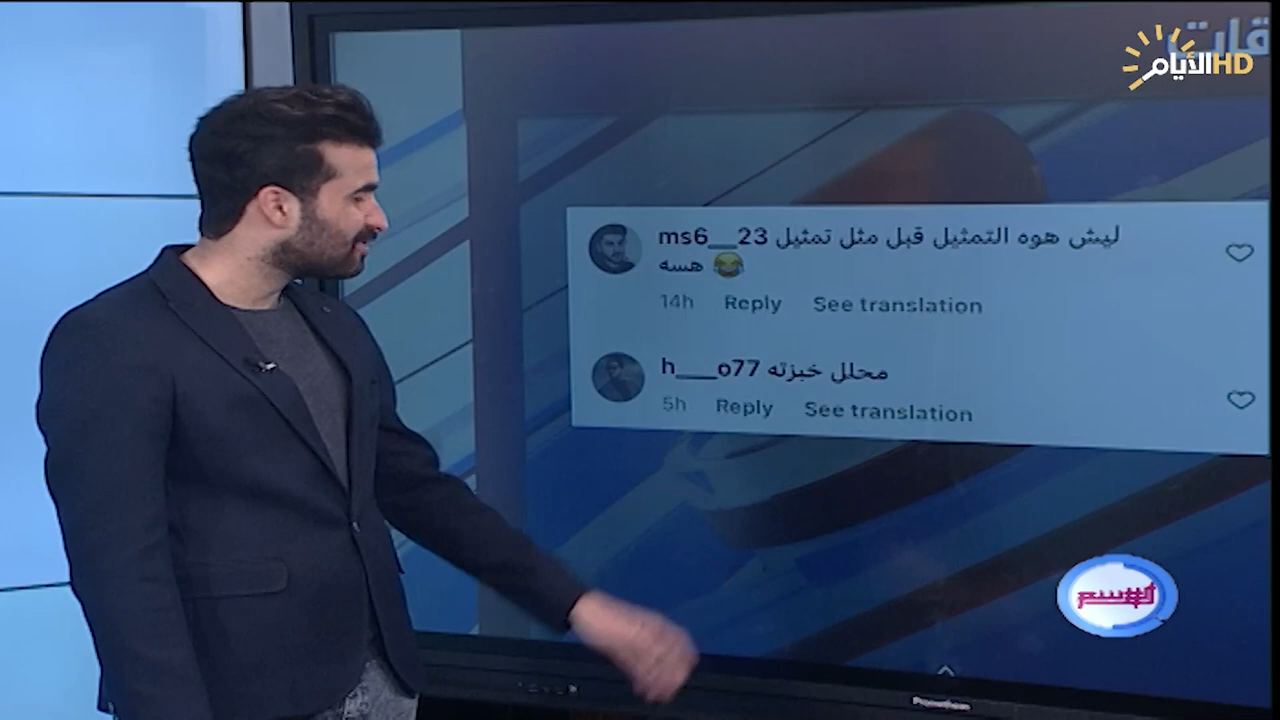 الأيام HD
ms6__23 ليش هوه التمثيل قبل مثل تمثيل
هسه 😂
14h Reply See translation
h___o77 محلل خبزته
5h Reply See translation
Promethean